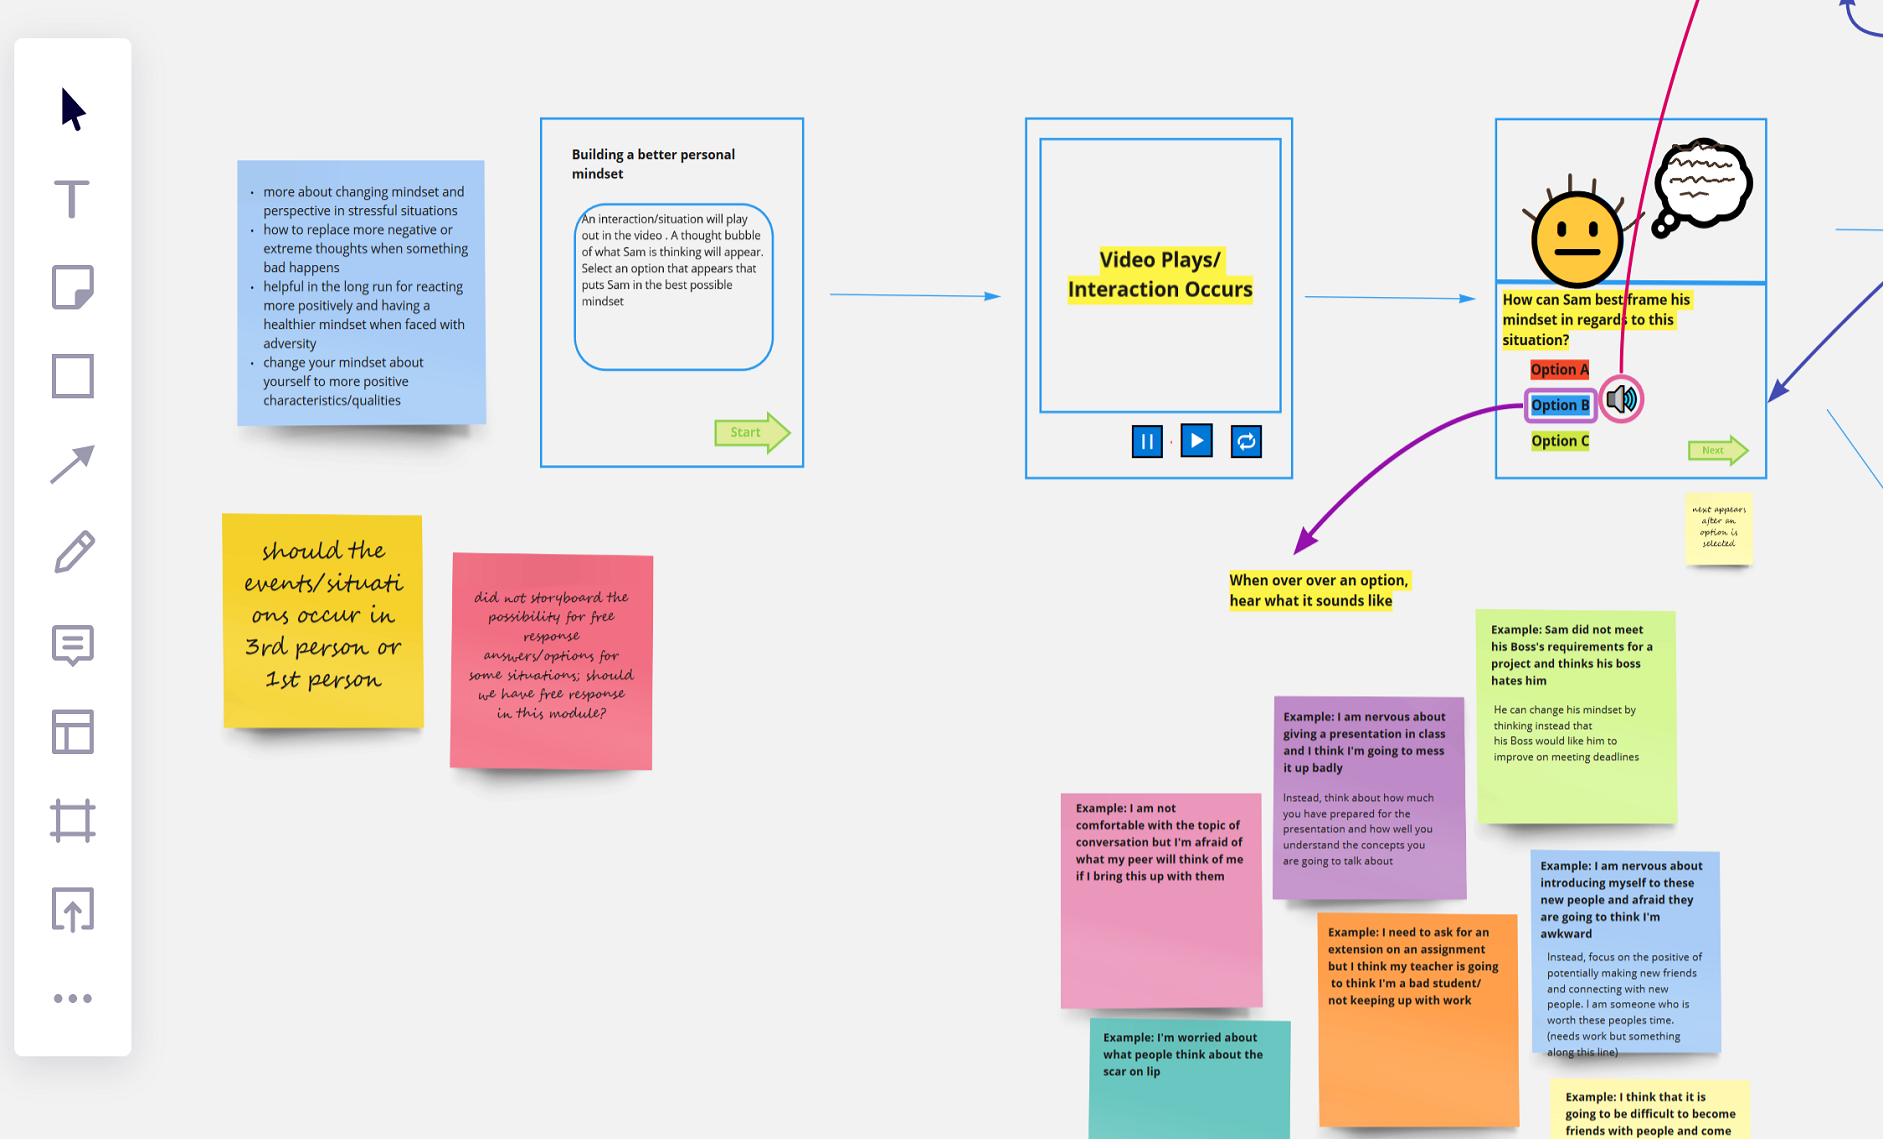 more about changing mindset and
perspective in stressful situations
how to replace more negative or
extreme thoughts when something
bad happens
helpful in the long run for reacting
more positively and having a
healthier mindset when faced with
adversity
change your mindset about
yourself to more positive
characteristics/qualities
Building a better personal
mindset
An interaction/situation will play
out in the video . A thought bubble
of what Sam is thinking will appear.
Select an option that appears that
puts Sam in the best possible
mindset
Start
Video Plays/
Interaction Occurs
How can Sam best frame his
mindset in regards to this
situation?
Option A
Option B
Option C
Next
next appears
after an
option is
selected
should the
events/situati
ons occur in
3rd person or
1st person
did not storyboard the
possibility for free
response
answers/options for
some situations; should
we have free response
in this module?
When over over an option,
hear what it sounds like
Example: Sam did not meet
his Boss's requirements for a
project and thinks his boss
hates him
He can change his mindset by
thinking instead that
his Boss would like him to
improve on meeting deadlines
Example: I am nervous about
giving a presentation in class
and I think I'm going to mess
it up badly
Instead, think about how much
you have prepared for the
presentation and how well you
understand the concepts you
are going to talk about
Example: I am not
comfortable with the topic of
conversation but I'm afraid of
what my peer will think of me
if I bring this up with them
Example: I need to ask for an
extension on an assignment
but I think my teacher is going
to think I'm a bad student/
not keeping up with work
Example: I am nervous about
introducing myself to these
new people and afraid they
are going to think I'm
awkward
Instead, focus on the positive of
potentially making new friends
and connecting with new
people. I am someone who is
worth these peoples time.
(needs work but something
along this line)
Example: I'm worried about
what people think about the
scar on lip
Example: I think that it is
going to be difficult to become
friends with people and come